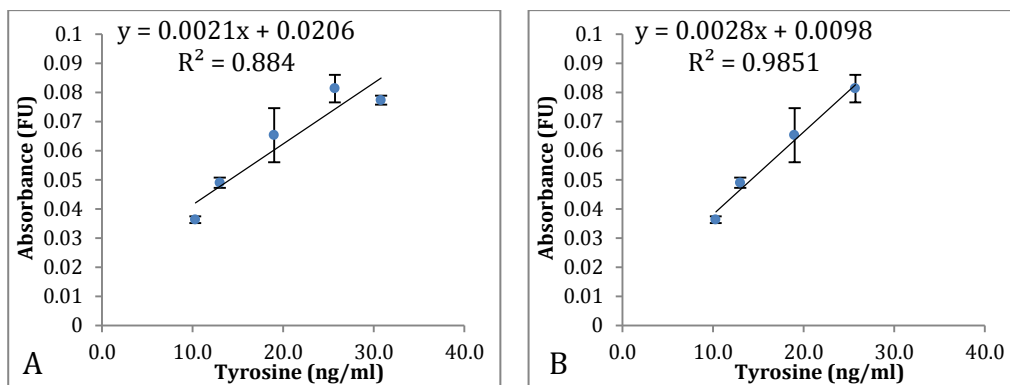 y = 0.0021x + 0.0206
R² = 0.884
Absorbance (FU)
0.1
0.09
0.08
0.07
0.06
0.05
0.04
0.03
0.02
0.01
0
0.0 10.0 20.0 30.0 40.0
Tyrosine (ng/ml)
A
y = 0.0028x + 0.0098
R² = 0.9851
Absorbance (FU)
0.1
0.09
0.08
0.07
0.06
0.05
0.04
0.03
0.02
0.01
0
0.0 10.0 20.0 30.0 40.0
Tyrosine (ng/ml)
B